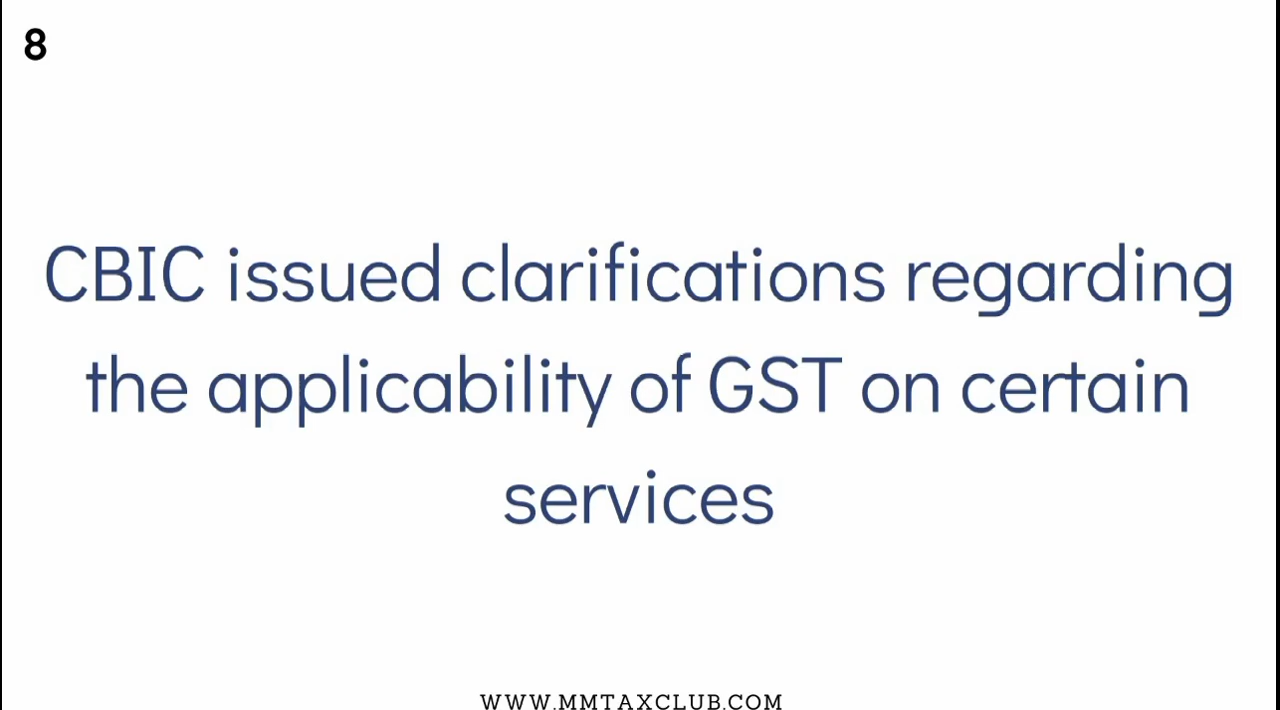 8
CBIC issued clarifications regarding
the applicability of GST on certain
services
WWW.MMTAXCLUB.COM